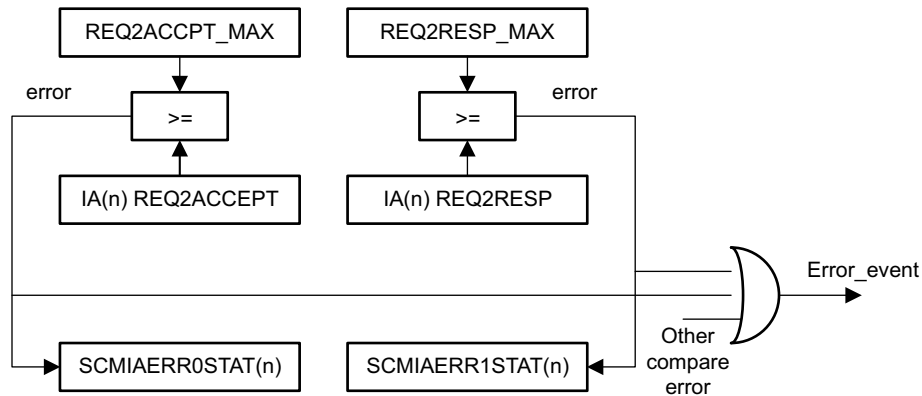 REQ2ACCPT_MAX
REQ2RESP_MAX
error
>=
>=
error
IA(n) REQ2ACCEPT
IA(n) REQ2RESP
Error_event
Other
compare
error
SCMIAERR0STAT(n)
SCMIAERR1STAT(n)